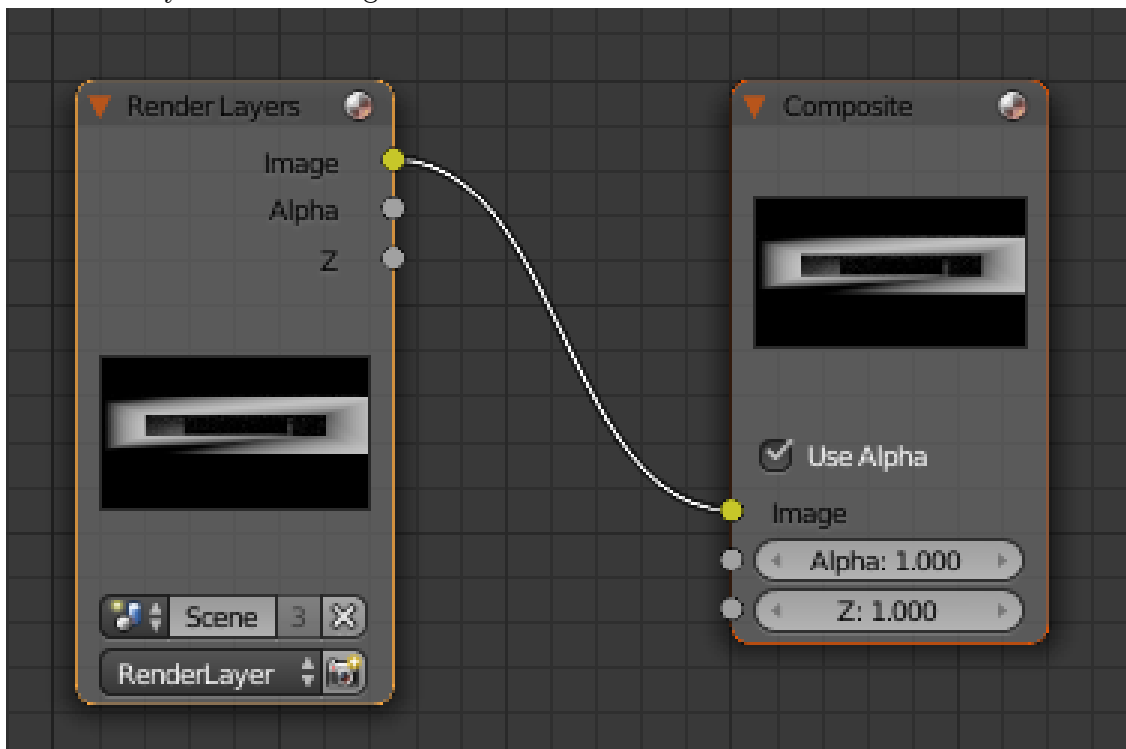 Render Layers
Image
Alpha
Z
Scene 3
RenderLayer
Composite
Use Alpha
Image
Alpha: 1.000
Z: 1.000